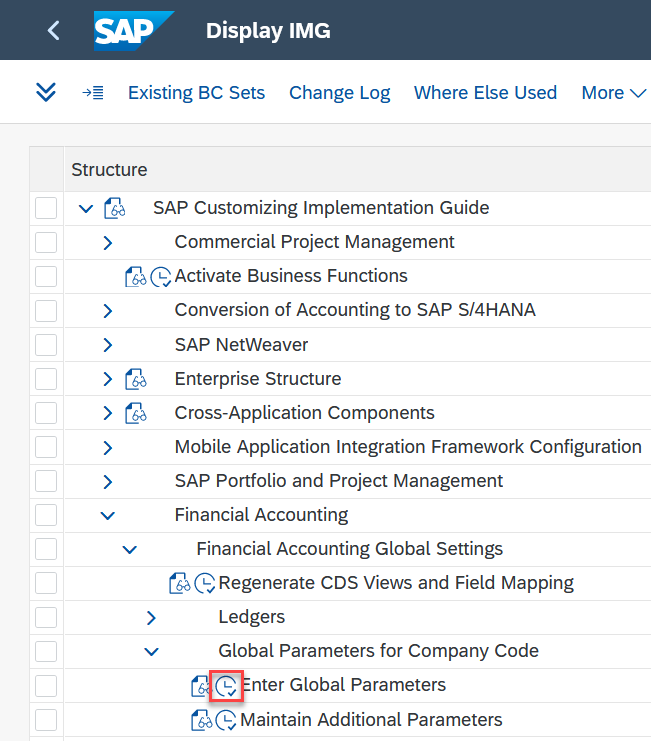 SAP Display IMG
Existing BC Sets Change Log Where Else Used More
Structure
SAP Customizing Implementation Guide
Commercial Project Management
Activate Business Functions
Conversion of Accounting to SAP S/4HANA
SAP NetWeaver
Enterprise Structure
Cross-Application Components
Mobile Application Integration Framework Configuration
SAP Portfolio and Project Management
Financial Accounting
Financial Accounting Global Settings
Regenerate CDS Views and Field Mapping
Ledgers
Global Parameters for Company Code
Enter Global Parameters
Maintain Additional Parameters